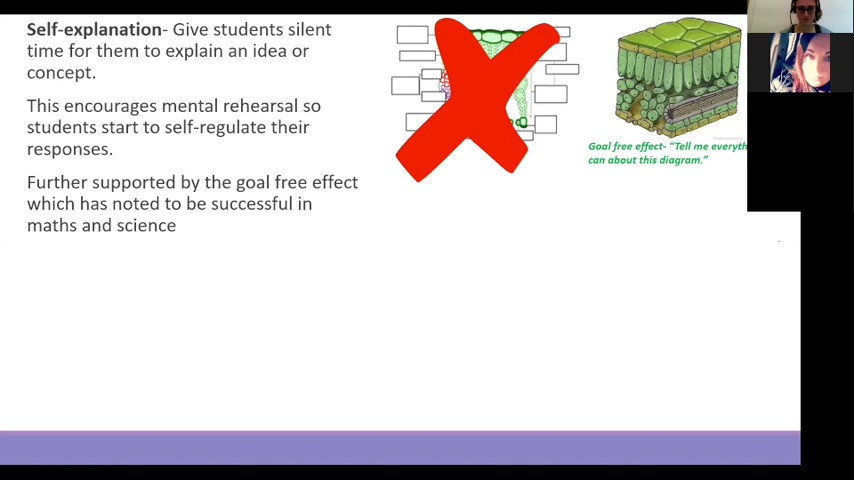 Self-explanation- Give students silent
time for them to explain an idea or
concept.
This encourages mental rehearsal so
students start to self-regulate their
responses.
Further supported by the goal free effect
which has noted to be successful in
maths and science
Goal free effect- "Tell me everyth
can about this diagram."